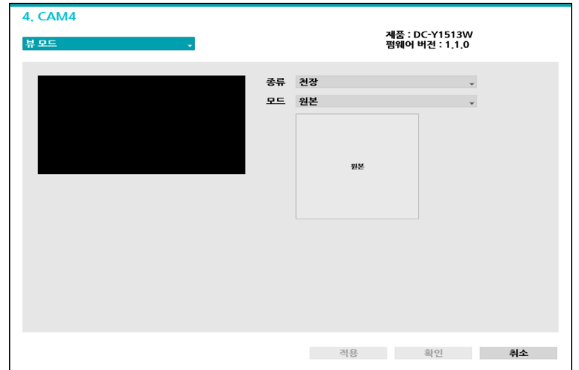 4. CAM4
뷰 모드
제품 : DC-Y1513W
펌웨어 버전 : 1.1.0
종류 천장
모드 원본
원본
적용 확인 취소